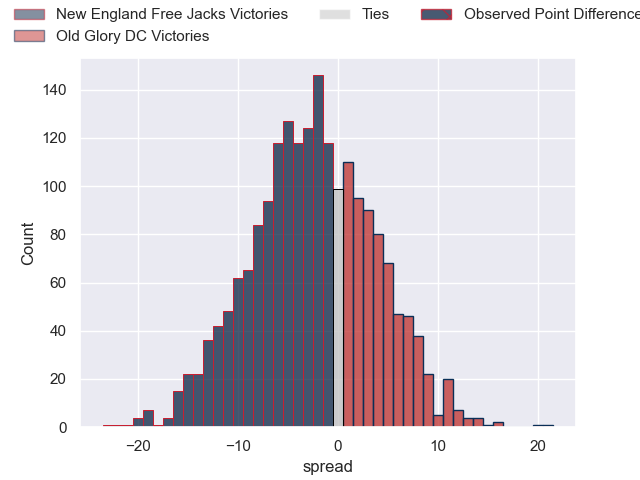 New England Free Jacks Victories
Ties
Observed Point Difference
Old Glory DC Victories
140
120
100
80
60
40
20
0
Count
−20
−10
0
10
20
spread